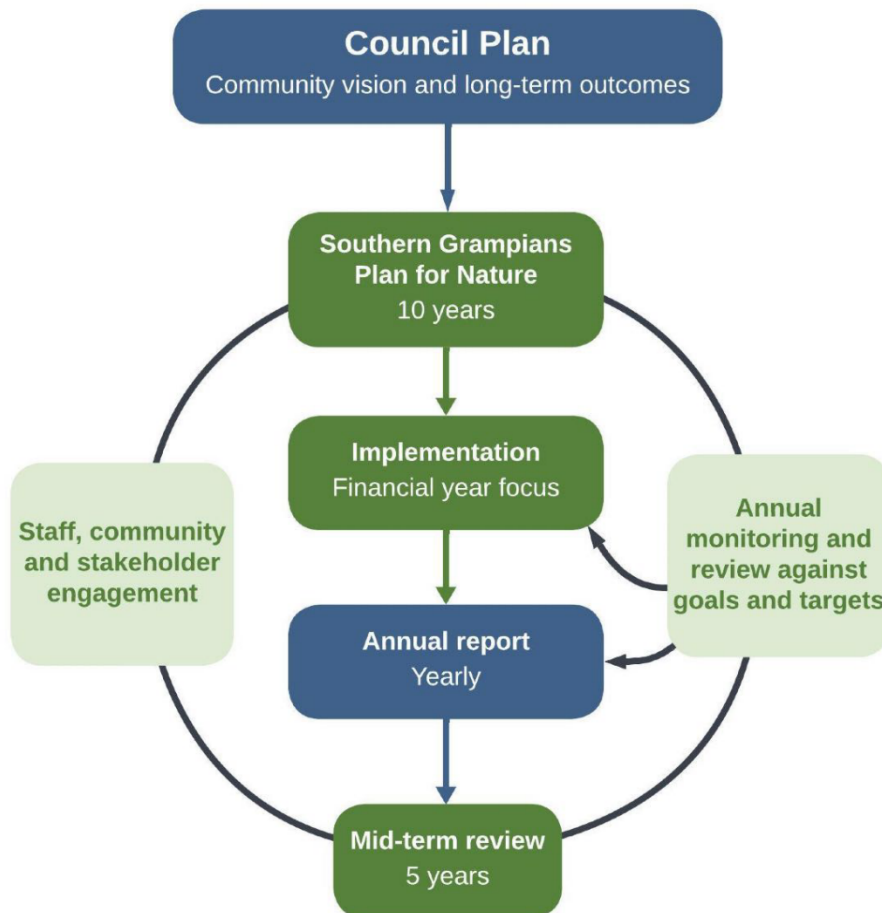 Council Plan
Community vision and long-term outcomes
Southern Grampians
Plan for Nature
10 years
Implementation
Financial year focus
Staff, community
and stakeholder
engagement
Annual
monitoring and
review against
goals and targets
Annual report
Yearly
Mid-term review
5 years